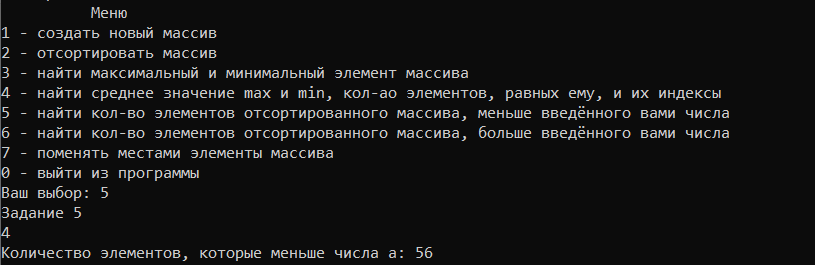 Меню
1 - создать новый массив
2 - отсортировать массив
3 - найти максимальный и минимальный элемент массива
4 - найти среднее значение max и min, кол-ао элементов, равных ему, и их индексы
5 - найти кол-во элементов отсортированного массива, меньше введённого вами числа
6 - найти кол-во элементов отсортированного массива, больше введённого вами числа
7 - поменять местами элементы массива
0 - выйти из программы
Ваш выбор: 5
Задание 5
4
Количество элементов, которые меньше числа a: 56